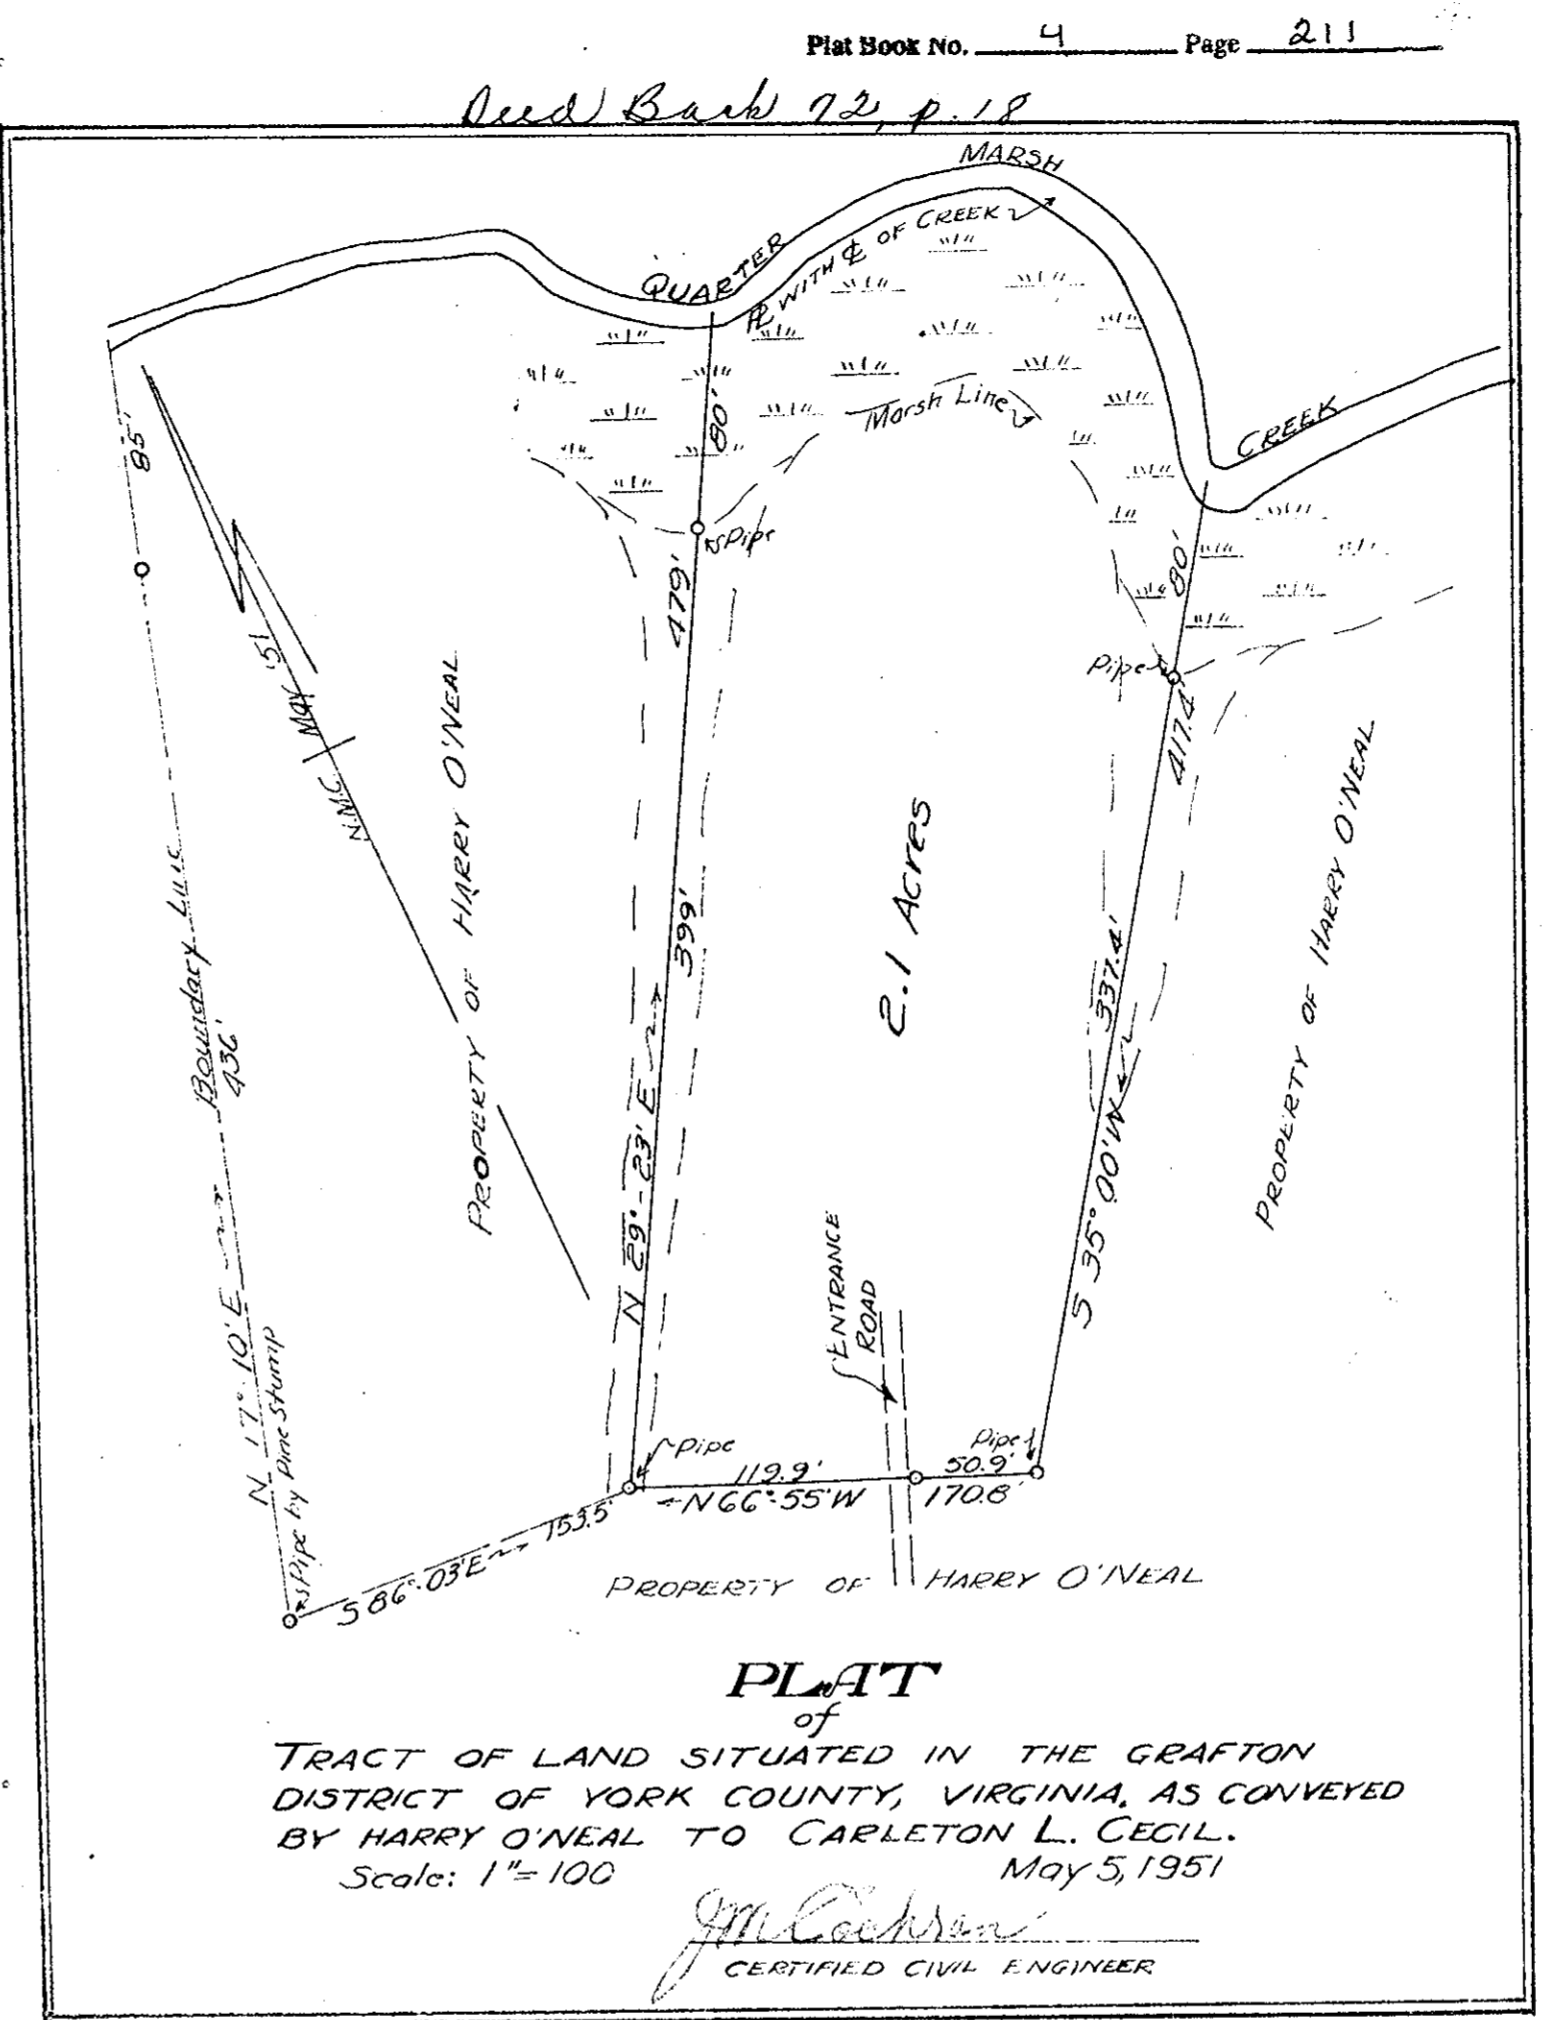 Plat Book No. 4 Page 211
Deed Book 72, p. 18
MARSH
QUARTER
℄ OF CREEK
WITH
PL
CREEK
Marsh Line
85'
80'
80'
Pipe
Pipe
479'
417.4'
N.M.C. MAY '51
PROPERTY OF HARRY O'NEAL
Boundary Line
436'
N 17°-10' E
399'
N 29°-23' E
2.1 Acres
337.4'
S 35°00'W
PROPERTY OF HARRY O'NEAL
ENTRANCE
ROAD
Pipe by Pine Stump
Pipe
Pipe
119.9'
50.9'
N66°-55'W
170.8'
153.5'
S 86°-03'E
PROPERTY OF HARRY O'NEAL
PLAT
of
TRACT OF LAND SITUATED IN THE GRAFTON
DISTRICT OF YORK COUNTY, VIRGINIA, AS CONVEYED
BY HARRY O'NEAL TO CARLETON L. CECIL.
Scale: 1"=100
May 5, 1951
JM Cochran
CERTIFIED CIVIL ENGINEER